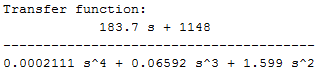 Transfer function:
183.7 s + 1148
---------------------------------------
0.0002111 s^4 + 0.06592 s^3 + 1.599 s^2